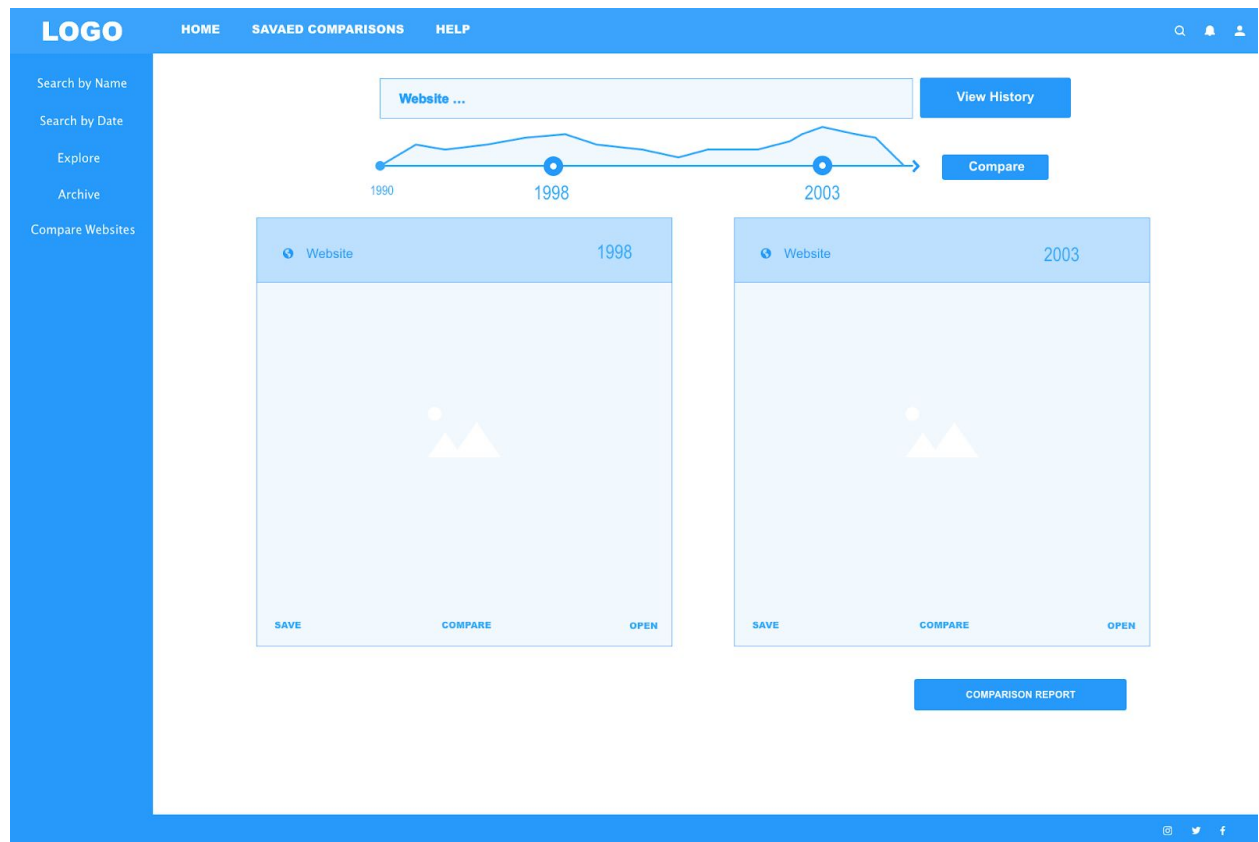 LOGO
HOME
SAVAED COMPARISONS
HELP
Search by Name
Search by Date
Explore
Archive
Compare Websites
Website ...
View History
Compare
1990
1998
2003
Website
1998
SAVE
COMPARE
OPEN
Website
2003
SAVE
COMPARE
OPEN
COMPARISON REPORT